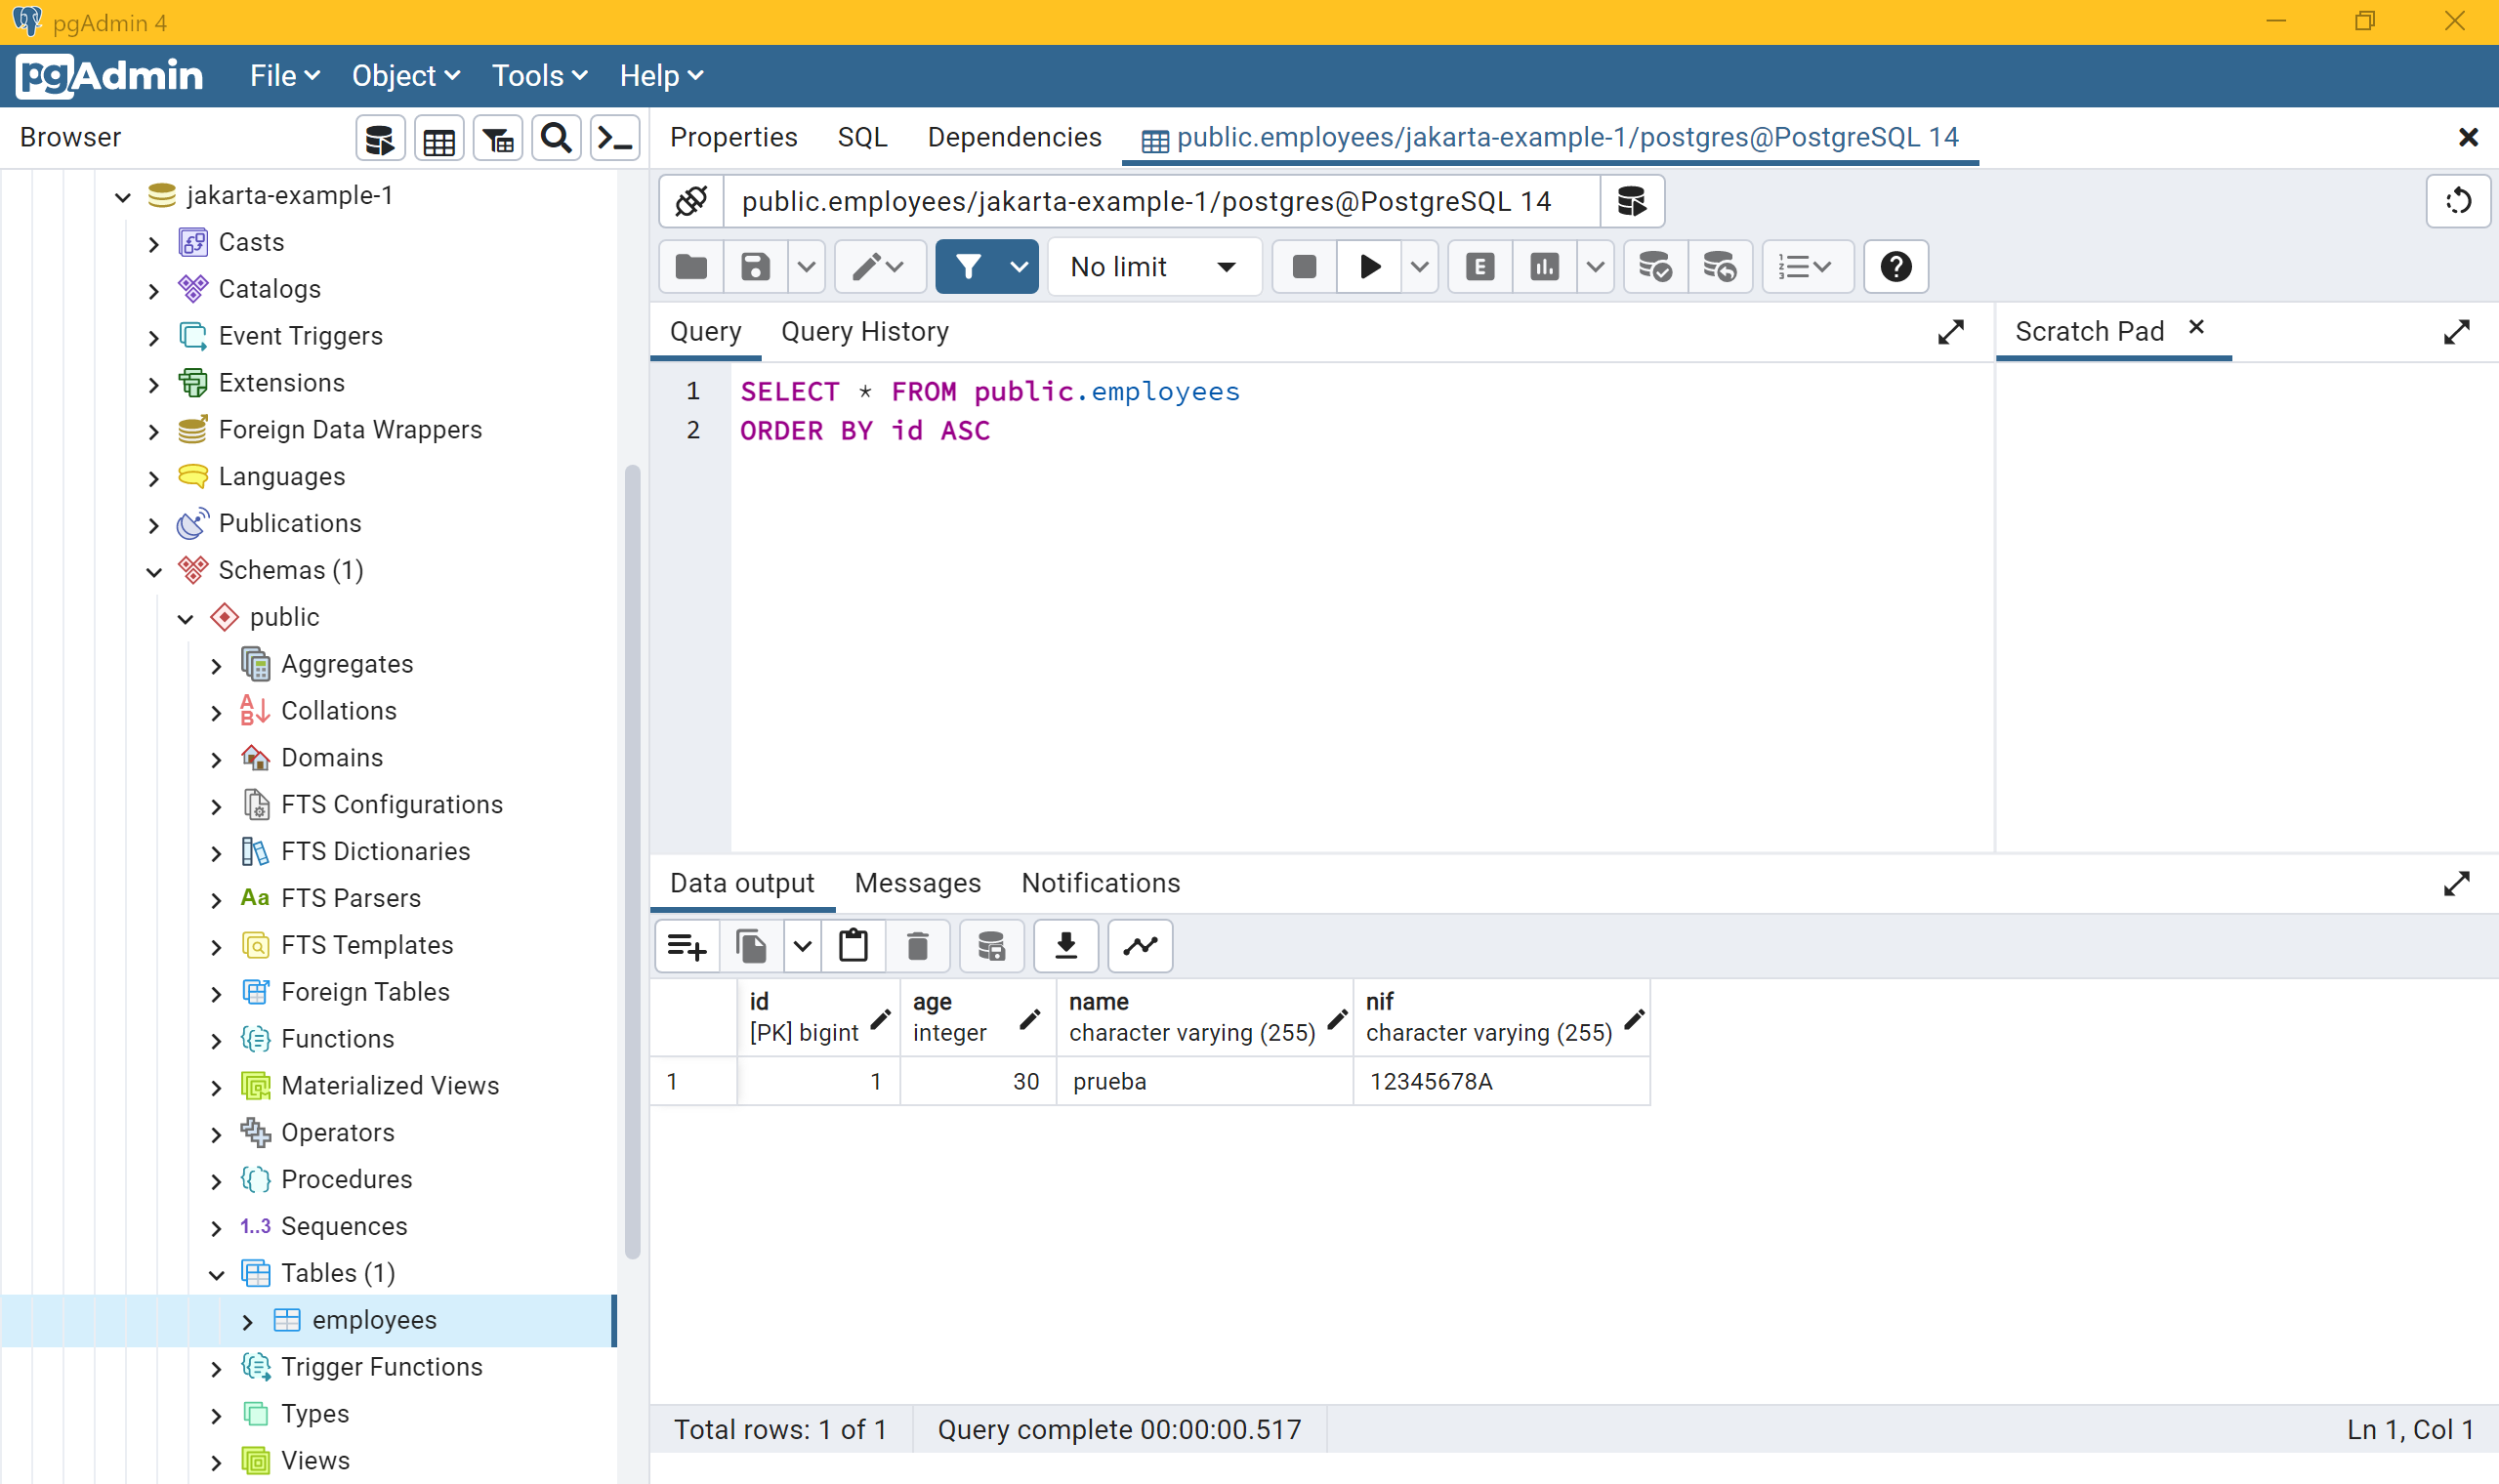 pgAdmin 4
pgAdmin File Object Tools Help
Browser
jakarta-example-1
Casts
Catalogs
Event Triggers
Extensions
Foreign Data Wrappers
Languages
Publications
Schemas (1)
public
Aggregates
Collations
Domains
FTS Configurations
FTS Dictionaries
Aa FTS Parsers
FTS Templates
Foreign Tables
Functions
Materialized Views
Operators
Procedures
1..3 Sequences
Tables (1)
employees
Trigger Functions
Types
Views
Properties SQL Dependencies public.employees/jakarta-example-1/postgres@PostgreSQL 14
public.employees/jakarta-example-1/postgres@PostgreSQL 14
No limit E
Query Query History Scratch Pad
1 SELECT * FROM public.employees
2 ORDER BY id ASC
Data output Messages Notifications
id age name nif
[PK] bigint integer character varying (255) character varying (255)
1 1 30 prueba 12345678A
Total rows: 1 of 1 Query complete 00:00:00.517 Ln 1, Col 1